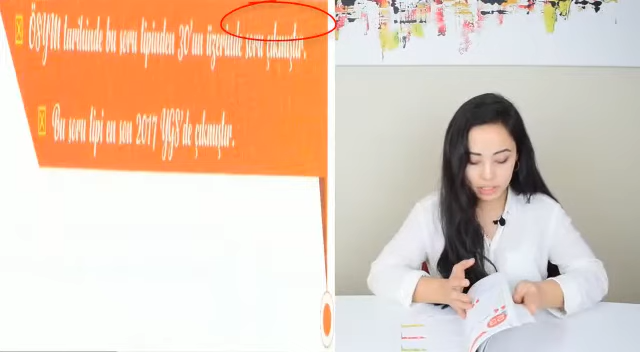 ÖSYM tarihinde bu soru tipinden 30'un üzerinde soru çıkmıştır.
Bu soru tipi en son 2017 YGS'de çıkmıştır.